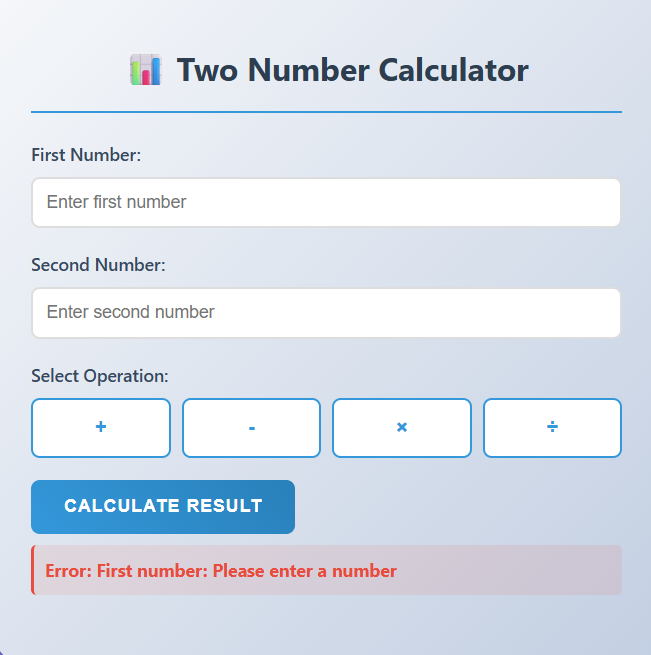 Two Number Calculator
First Number:
Enter first number
Second Number:
Enter second number
Select Operation:
+ - × ÷
CALCULATE RESULT
Error: First number: Please enter a number